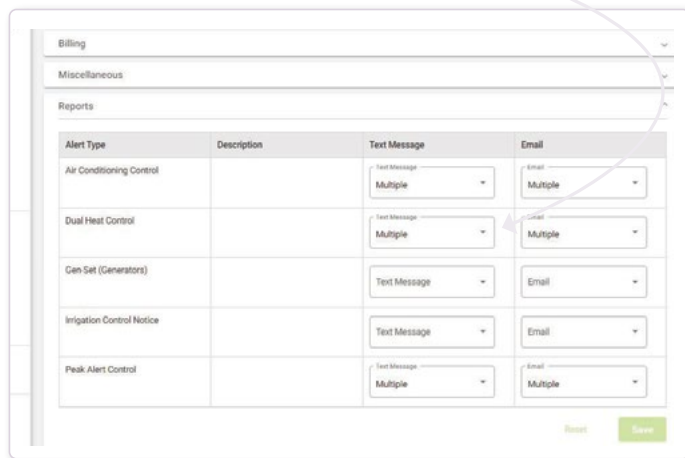 Billing
Miscellaneous
Reports
Alert Type Description Text Message Email
Air Conditioning Control Text Message Multiple Email Multiple
Dual Heat Control Text Message Multiple Email Multiple
Gen-Set (Generators) Text Message Email
Irrigation Control Notice Text Message Email
Peak Alert Control Text Message Multiple Email Multiple
Reset Save